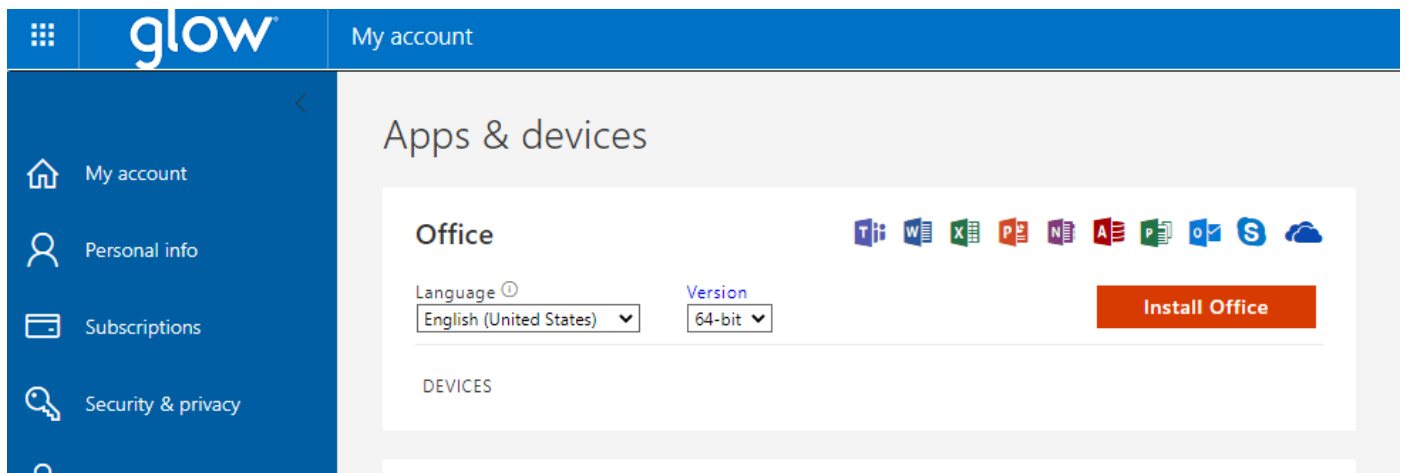 glow
My account
Apps & devices
My account
Personal info
Subscriptions
Security & privacy
Office
Language
Version
English (United States)
64-bit
Install Office
DEVICES